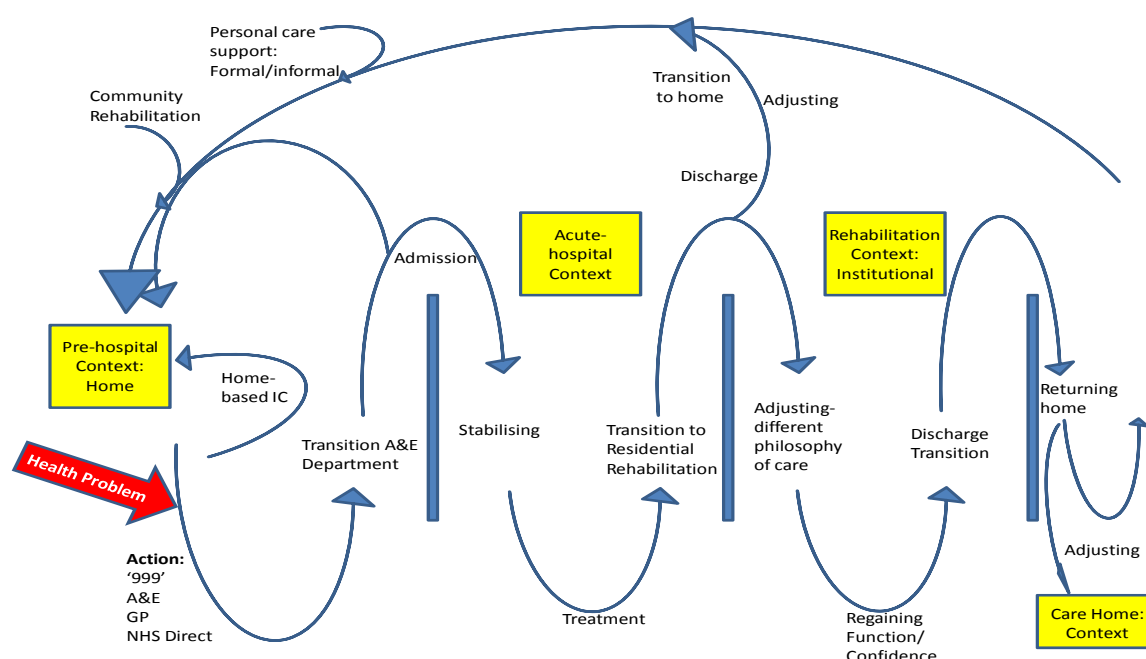 Personal care
support:
Formal/informal
Community
Rehabilitation
Transition
to home
Adjusting
Discharge
Admission
Acute-
hospital
Context
Rehabilitation
Context:
Institutional
Pre-hospital
Context:
Home
Home-
based IC
Health Problem
Transition A&E
Department
Stabilising
Transition to
Residential
Rehabilitation
Adjusting-
different
philosophy
of care
Discharge
Transition
Returning
home
Action:
‘999’
A&E
GP
NHS Direct
Treatment
Regaining
Function/
Confidence
Adjusting
Care Home:
Context